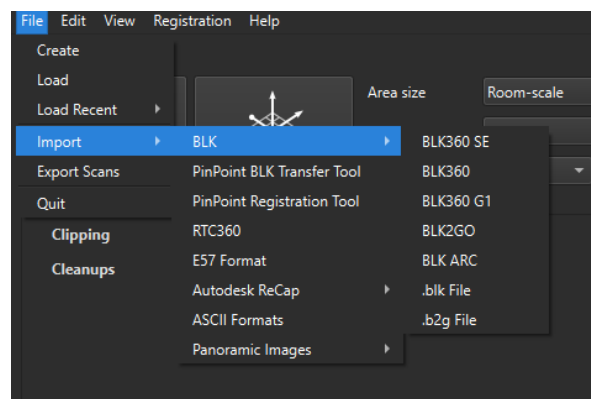 File Edit View Registration Help
Create
Load
Load Recent
Import
Export Scans
Quit
Clipping
Cleanups
Area size Room-scale
BLK
PinPoint BLK Transfer Tool
PinPoint Registration Tool
RTC360
E57 Format
Autodesk ReCap
ASCII Formats
Panoramic Images
BLK360 SE
BLK360
BLK360 G1
BLK2GO
BLK ARC
.blk File
.b2g File